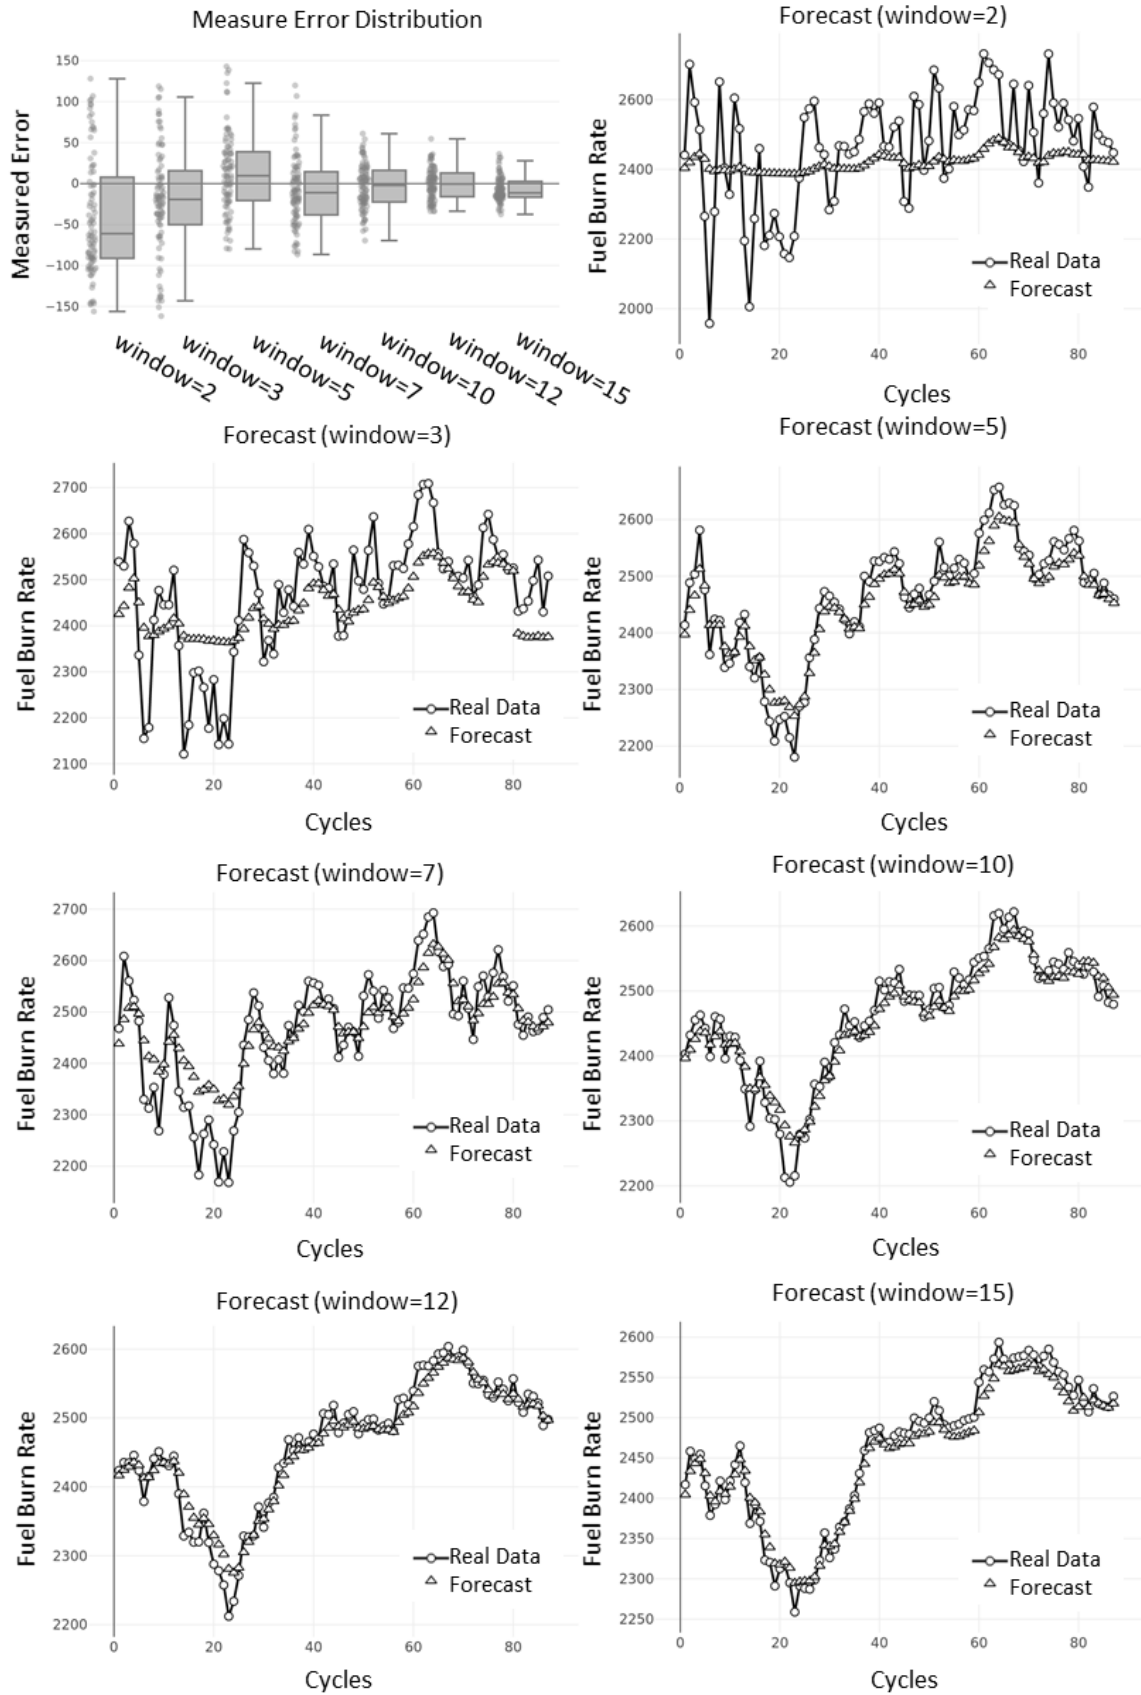 Measure Error Distribution
Measured Error
150
100
50
0
−50
−100
−150
window=2
window=3
window=5
window=7
window=10
window=12
window=15
Forecast (window=2)
Fuel Burn Rate
2600
2400
2200
2000
Real Data
Forecast
0 20 40 60 80
Cycles
Forecast (window=3)
Fuel Burn Rate
2700
2600
2500
2400
2300
2200
2100
Real Data
Forecast
0 20 40 60 80
Cycles
Forecast (window=5)
Fuel Burn Rate
2600
2500
2400
2300
2200
Real Data
Forecast
0 20 40 60 80
Cycles
Forecast (window=7)
Fuel Burn Rate
2700
2600
2500
2400
2300
2200
Real Data
Forecast
0 20 40 60 80
Cycles
Forecast (window=10)
Fuel Burn Rate
2600
2500
2400
2300
2200
Real Data
Forecast
0 20 40 60 80
Cycles
Forecast (window=12)
Fuel Burn Rate
2600
2500
2400
2300
2200
Real Data
Forecast
0 20 40 60 80
Cycles
Forecast (window=15)
Fuel Burn Rate
2600
2550
2500
2450
2400
2350
2300
2250
Real Data
Forecast
0 20 40 60 80
Cycles